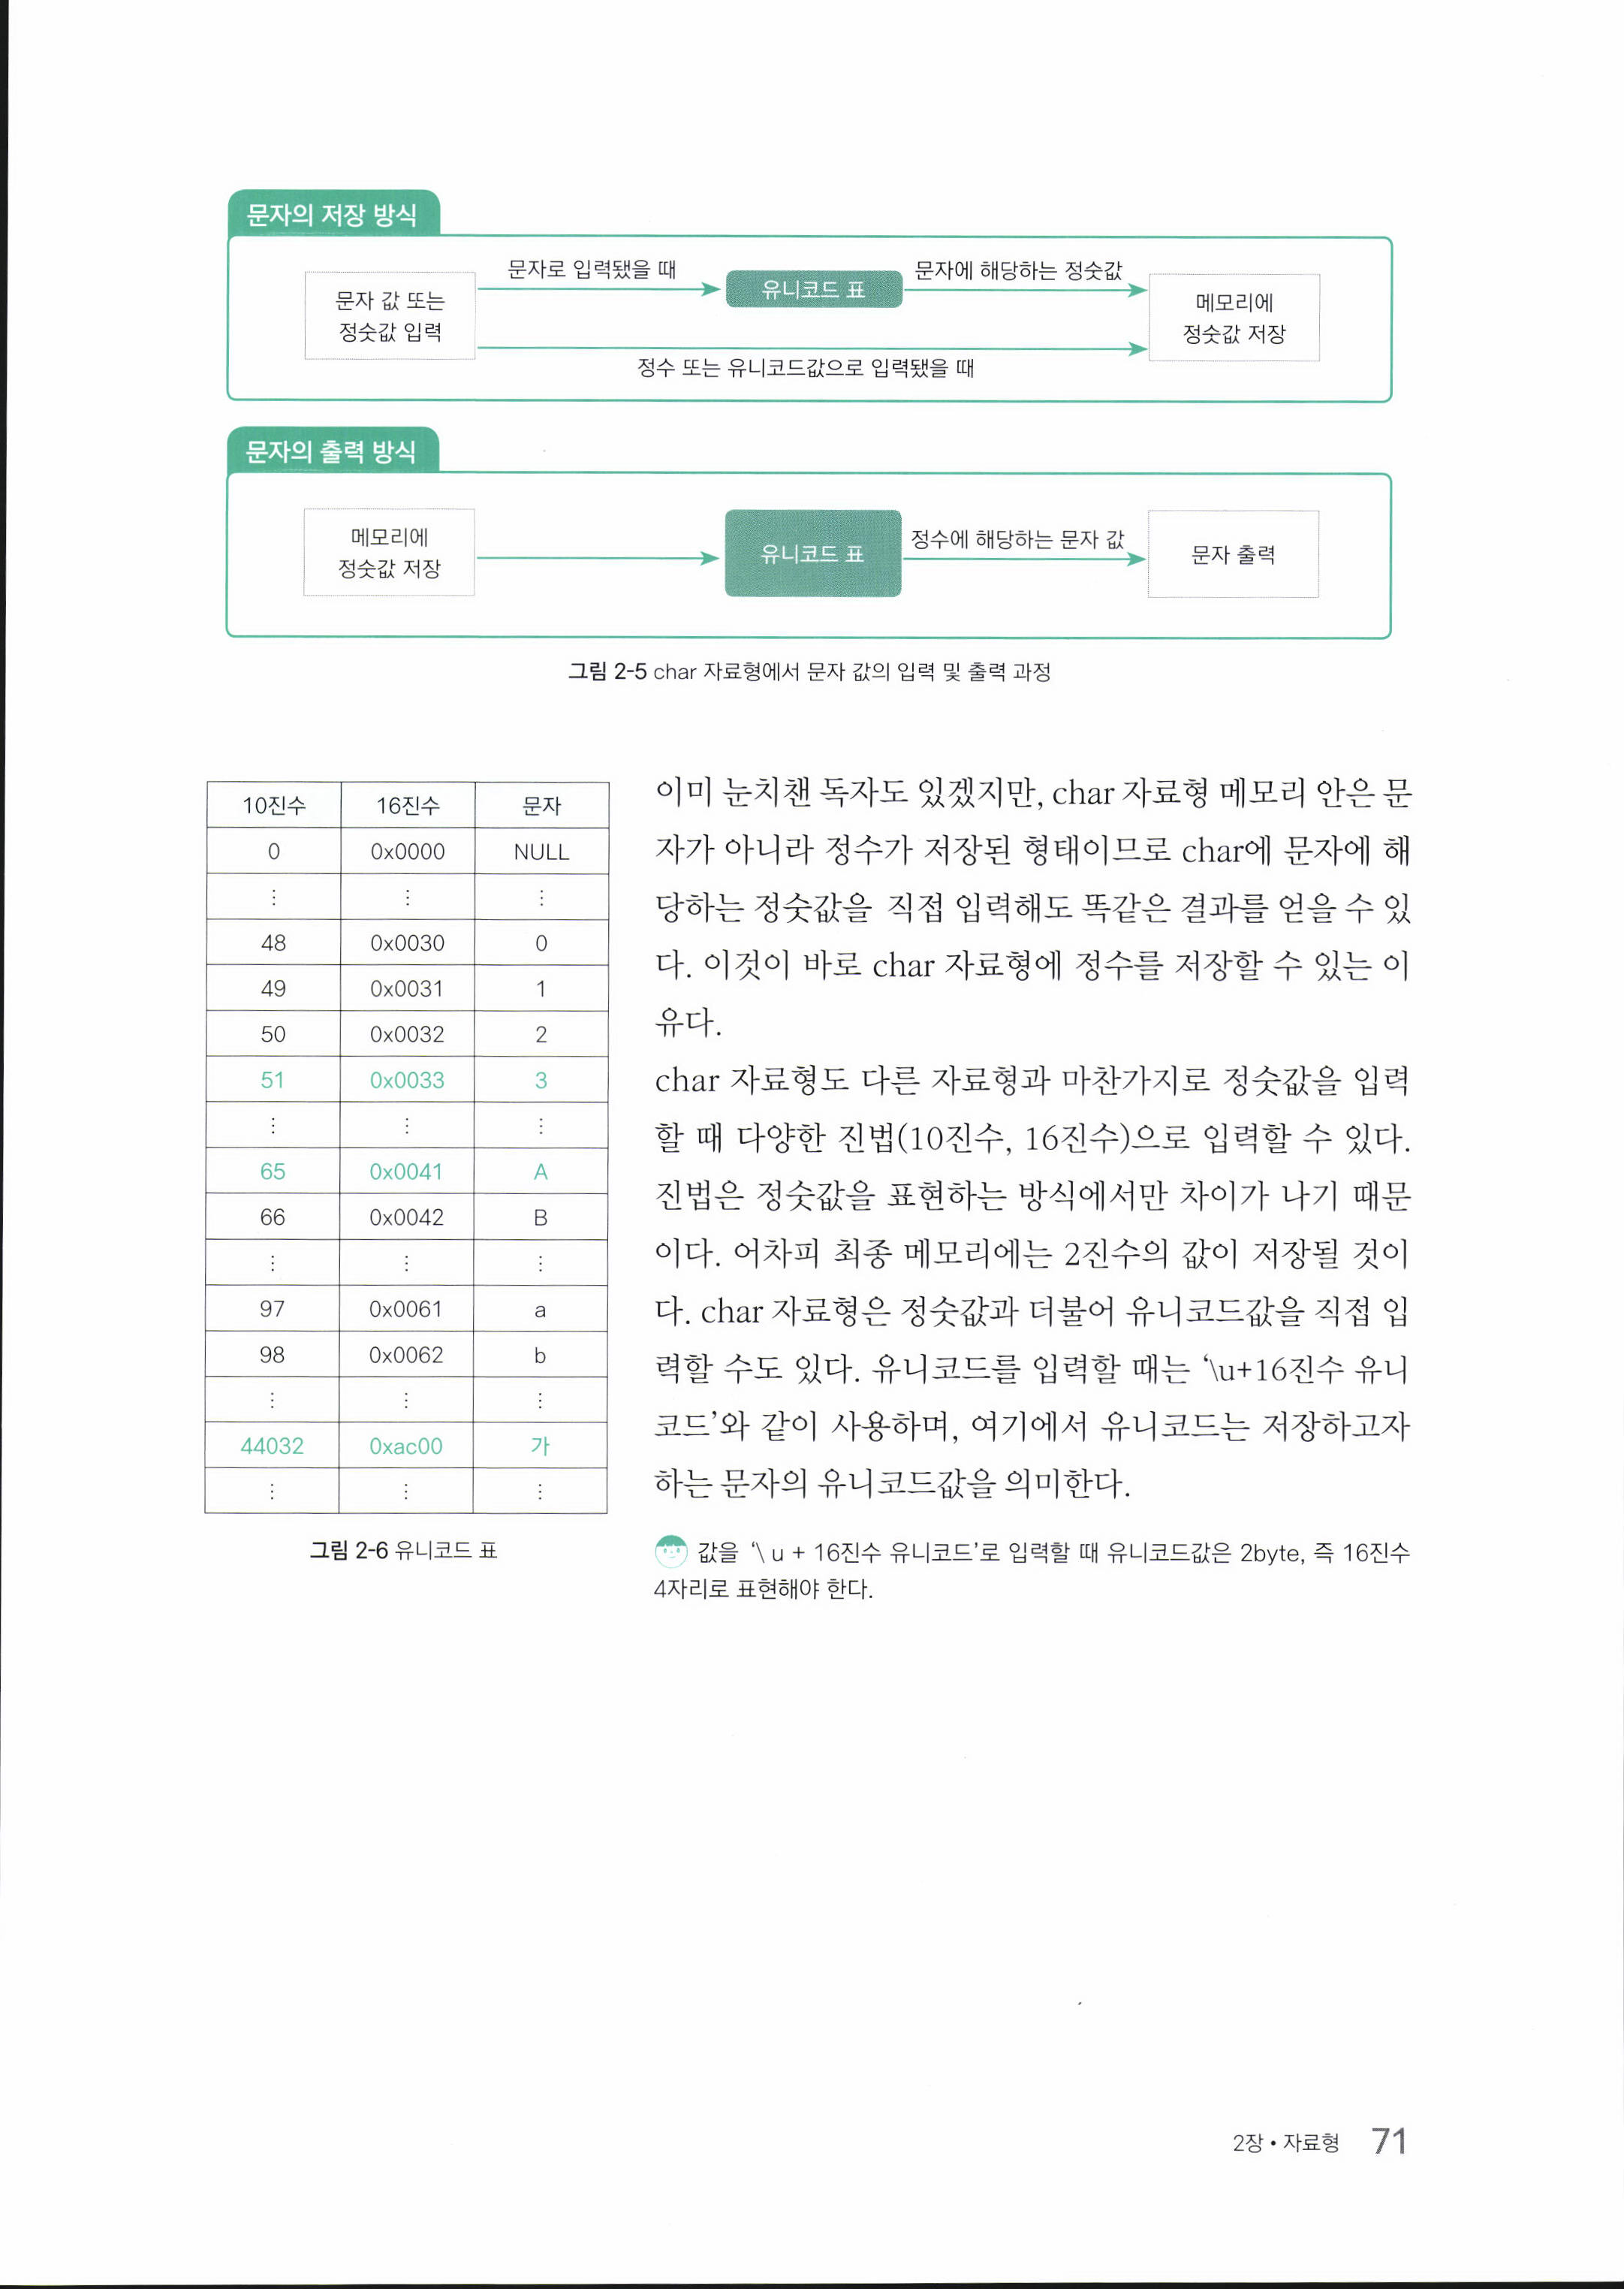 문자의 저장 방식
문자 값 또는
정숫값 입력
문자로 입력됐을 때
유니코드 표
문자에 해당하는 정숫값
메모리에
정숫값 저장
정수 또는 유니코드값으로 입력됐을 때
문자의 출력 방식
메모리에
정숫값 저장
유니코드 표
정수에 해당하는 문자 값
문자 출력
그림 2-5 char 자료형에서 문자 값의 입력 및 출력 과정
10진수 16진수 문자
0 0x0000 NULL
⋮ ⋮ ⋮
48 0x0030 0
49 0x0031 1
50 0x0032 2
51 0x0033 3
⋮ ⋮ ⋮
65 0x0041 A
66 0x0042 B
⋮ ⋮ ⋮
97 0x0061 a
98 0x0062 b
⋮ ⋮ ⋮
44032 0xac00 가
⋮ ⋮ ⋮
그림 2-6 유니코드 표
이미 눈치챈 독자도 있겠지만, char 자료형 메모리 안은 문
자가 아니라 정수가 저장된 형태이므로 char에 문자에 해
당하는 정숫값을 직접 입력해도 똑같은 결과를 얻을 수 있
다. 이것이 바로 char 자료형에 정수를 저장할 수 있는 이
유다.
char 자료형도 다른 자료형과 마찬가지로 정숫값을 입력
할 때 다양한 진법(10진수, 16진수)으로 입력할 수 있다.
진법은 정숫값을 표현하는 방식에서만 차이가 나기 때문
이다. 어차피 최종 메모리에는 2진수의 값이 저장될 것이
다. char 자료형은 정숫값과 더불어 유니코드값을 직접 입
력할 수도 있다. 유니코드를 입력할 때는 ‘\u+16진수 유니
코드’와 같이 사용하며, 여기에서 유니코드는 저장하고자
하는 문자의 유니코드값을 의미한다.
값을 ‘\ u + 16진수 유니코드’로 입력할 때 유니코드값은 2byte, 즉 16진수
4자리로 표현해야 한다.
2장 • 자료형 71